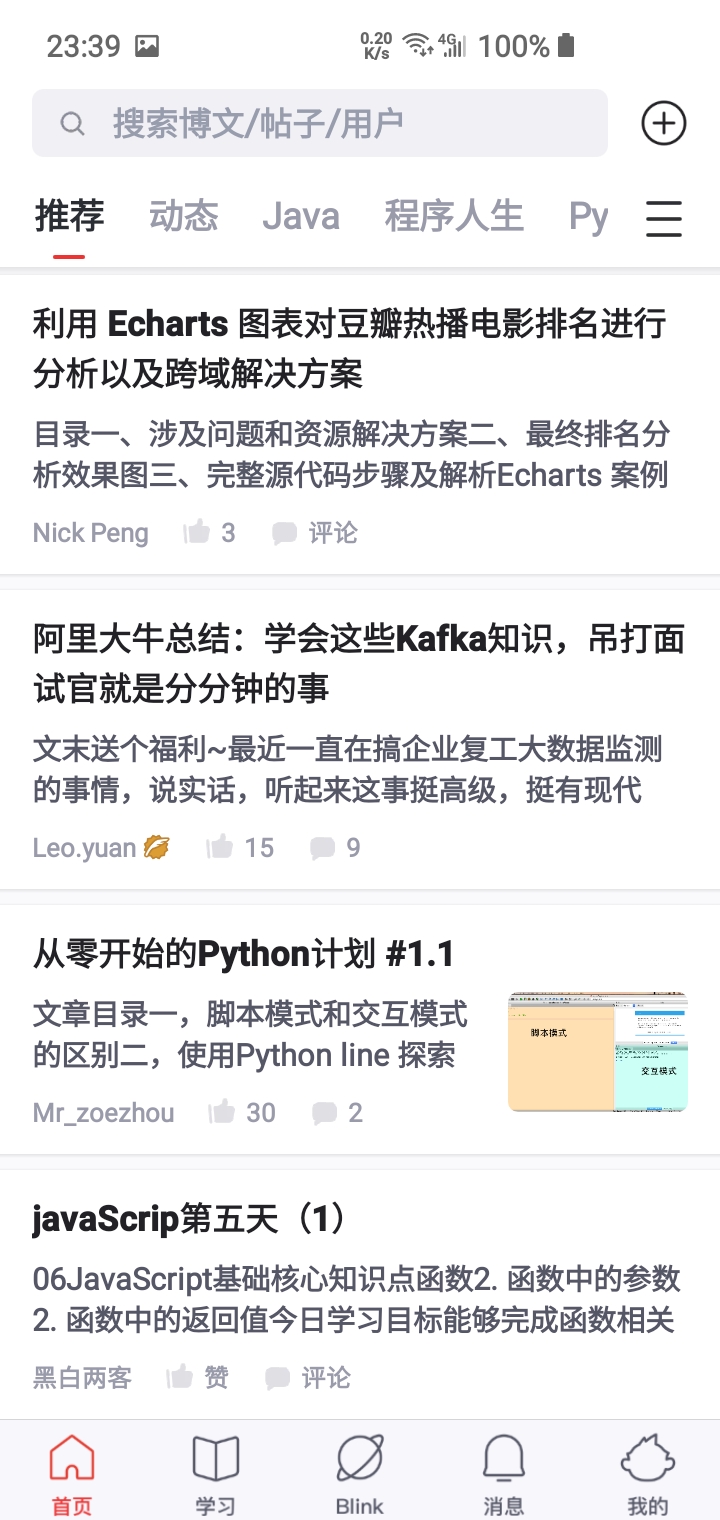 23:39
0.20 K/s 4G 100%
搜索博文/帖子/用户
推荐 动态 Java 程序人生 Py
利用 Echarts 图表对豆瓣热播电影排名进行
分析以及跨域解决方案
目录一、涉及问题和资源解决方案二、最终排名分
析效果图三、完整源代码步骤及解析Echarts 案例
Nick Peng 3 评论
阿里大牛总结：学会这些Kafka知识，吊打面
试官就是分分钟的事
文末送个福利~最近一直在搞企业复工大数据监测
的事情，说实话，听起来这事挺高级，挺有现代
Leo.yuan 15 9
从零开始的Python计划 #1.1
文章目录一，脚本模式和交互模式
的区别二，使用Python line 探索
脚本模式
交互模式
Mr_zoezhou 30 2
javaScrip第五天（1）
06JavaScript基础核心知识点函数2. 函数中的参数
2. 函数中的返回值今日学习目标能够完成函数相关
黑白两客 赞 评论
首页 学习 Blink 消息 我的